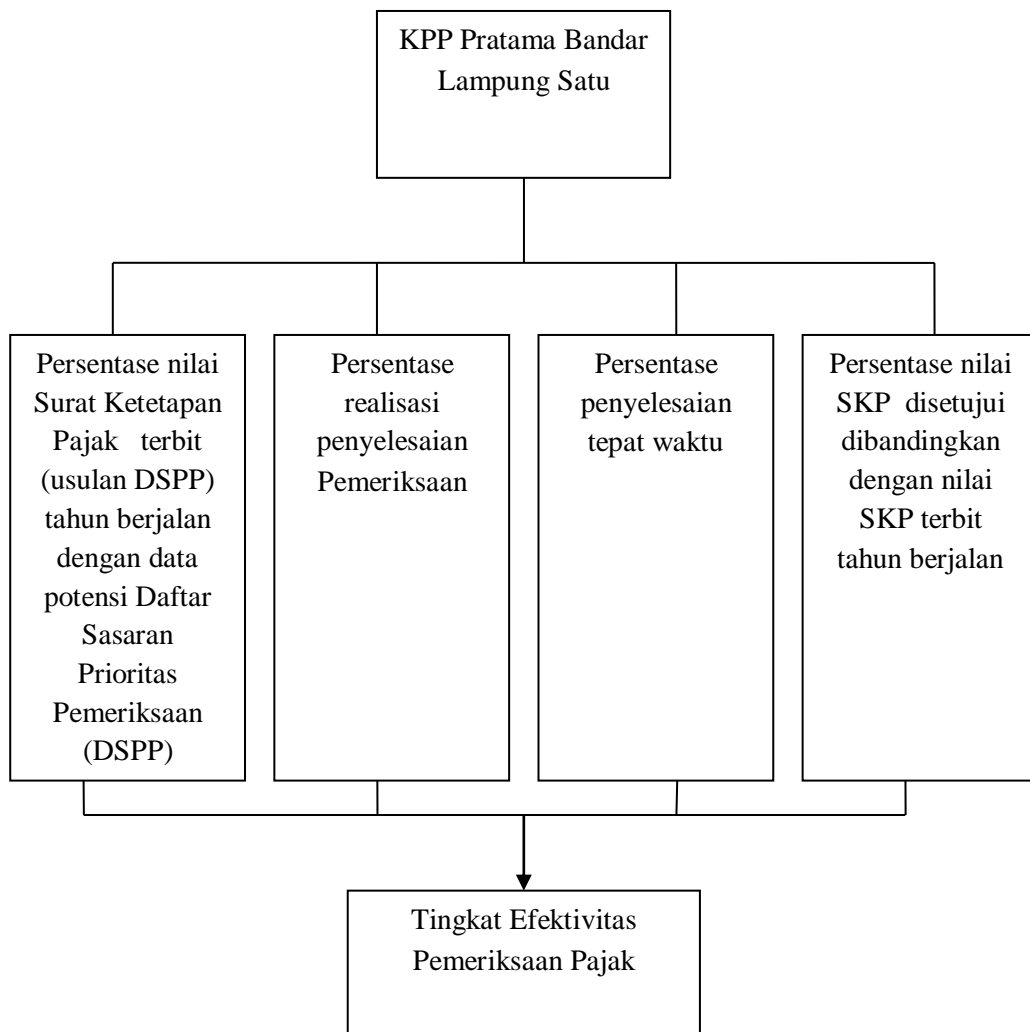 KPP Pratama Bandar
Lampung Satu
Persentase nilai
Surat Ketetapan
Pajak terbit
(usulan DSPP)
tahun berjalan
dengan data
potensi Daftar
Sasaran
Prioritas
Pemeriksaan
(DSPP)
Persentase
realisasi
penyelesaian
Pemeriksaan
Persentase
penyelesaian
tepat waktu
Persentase nilai
SKP disetujui
dibandingkan
dengan nilai
SKP terbit
tahun berjalan
Tingkat Efektivitas
Pemeriksaan Pajak